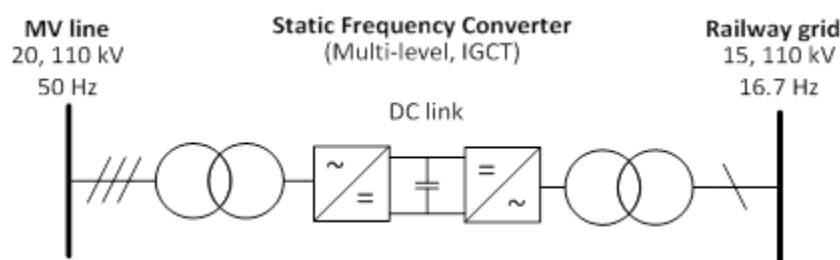 MV line
20, 110 kV
50 Hz
Static Frequency Converter
(Multi-level, IGCT)
DC link
Railway grid
15, 110 kV
16.7 Hz
~
=
=
~